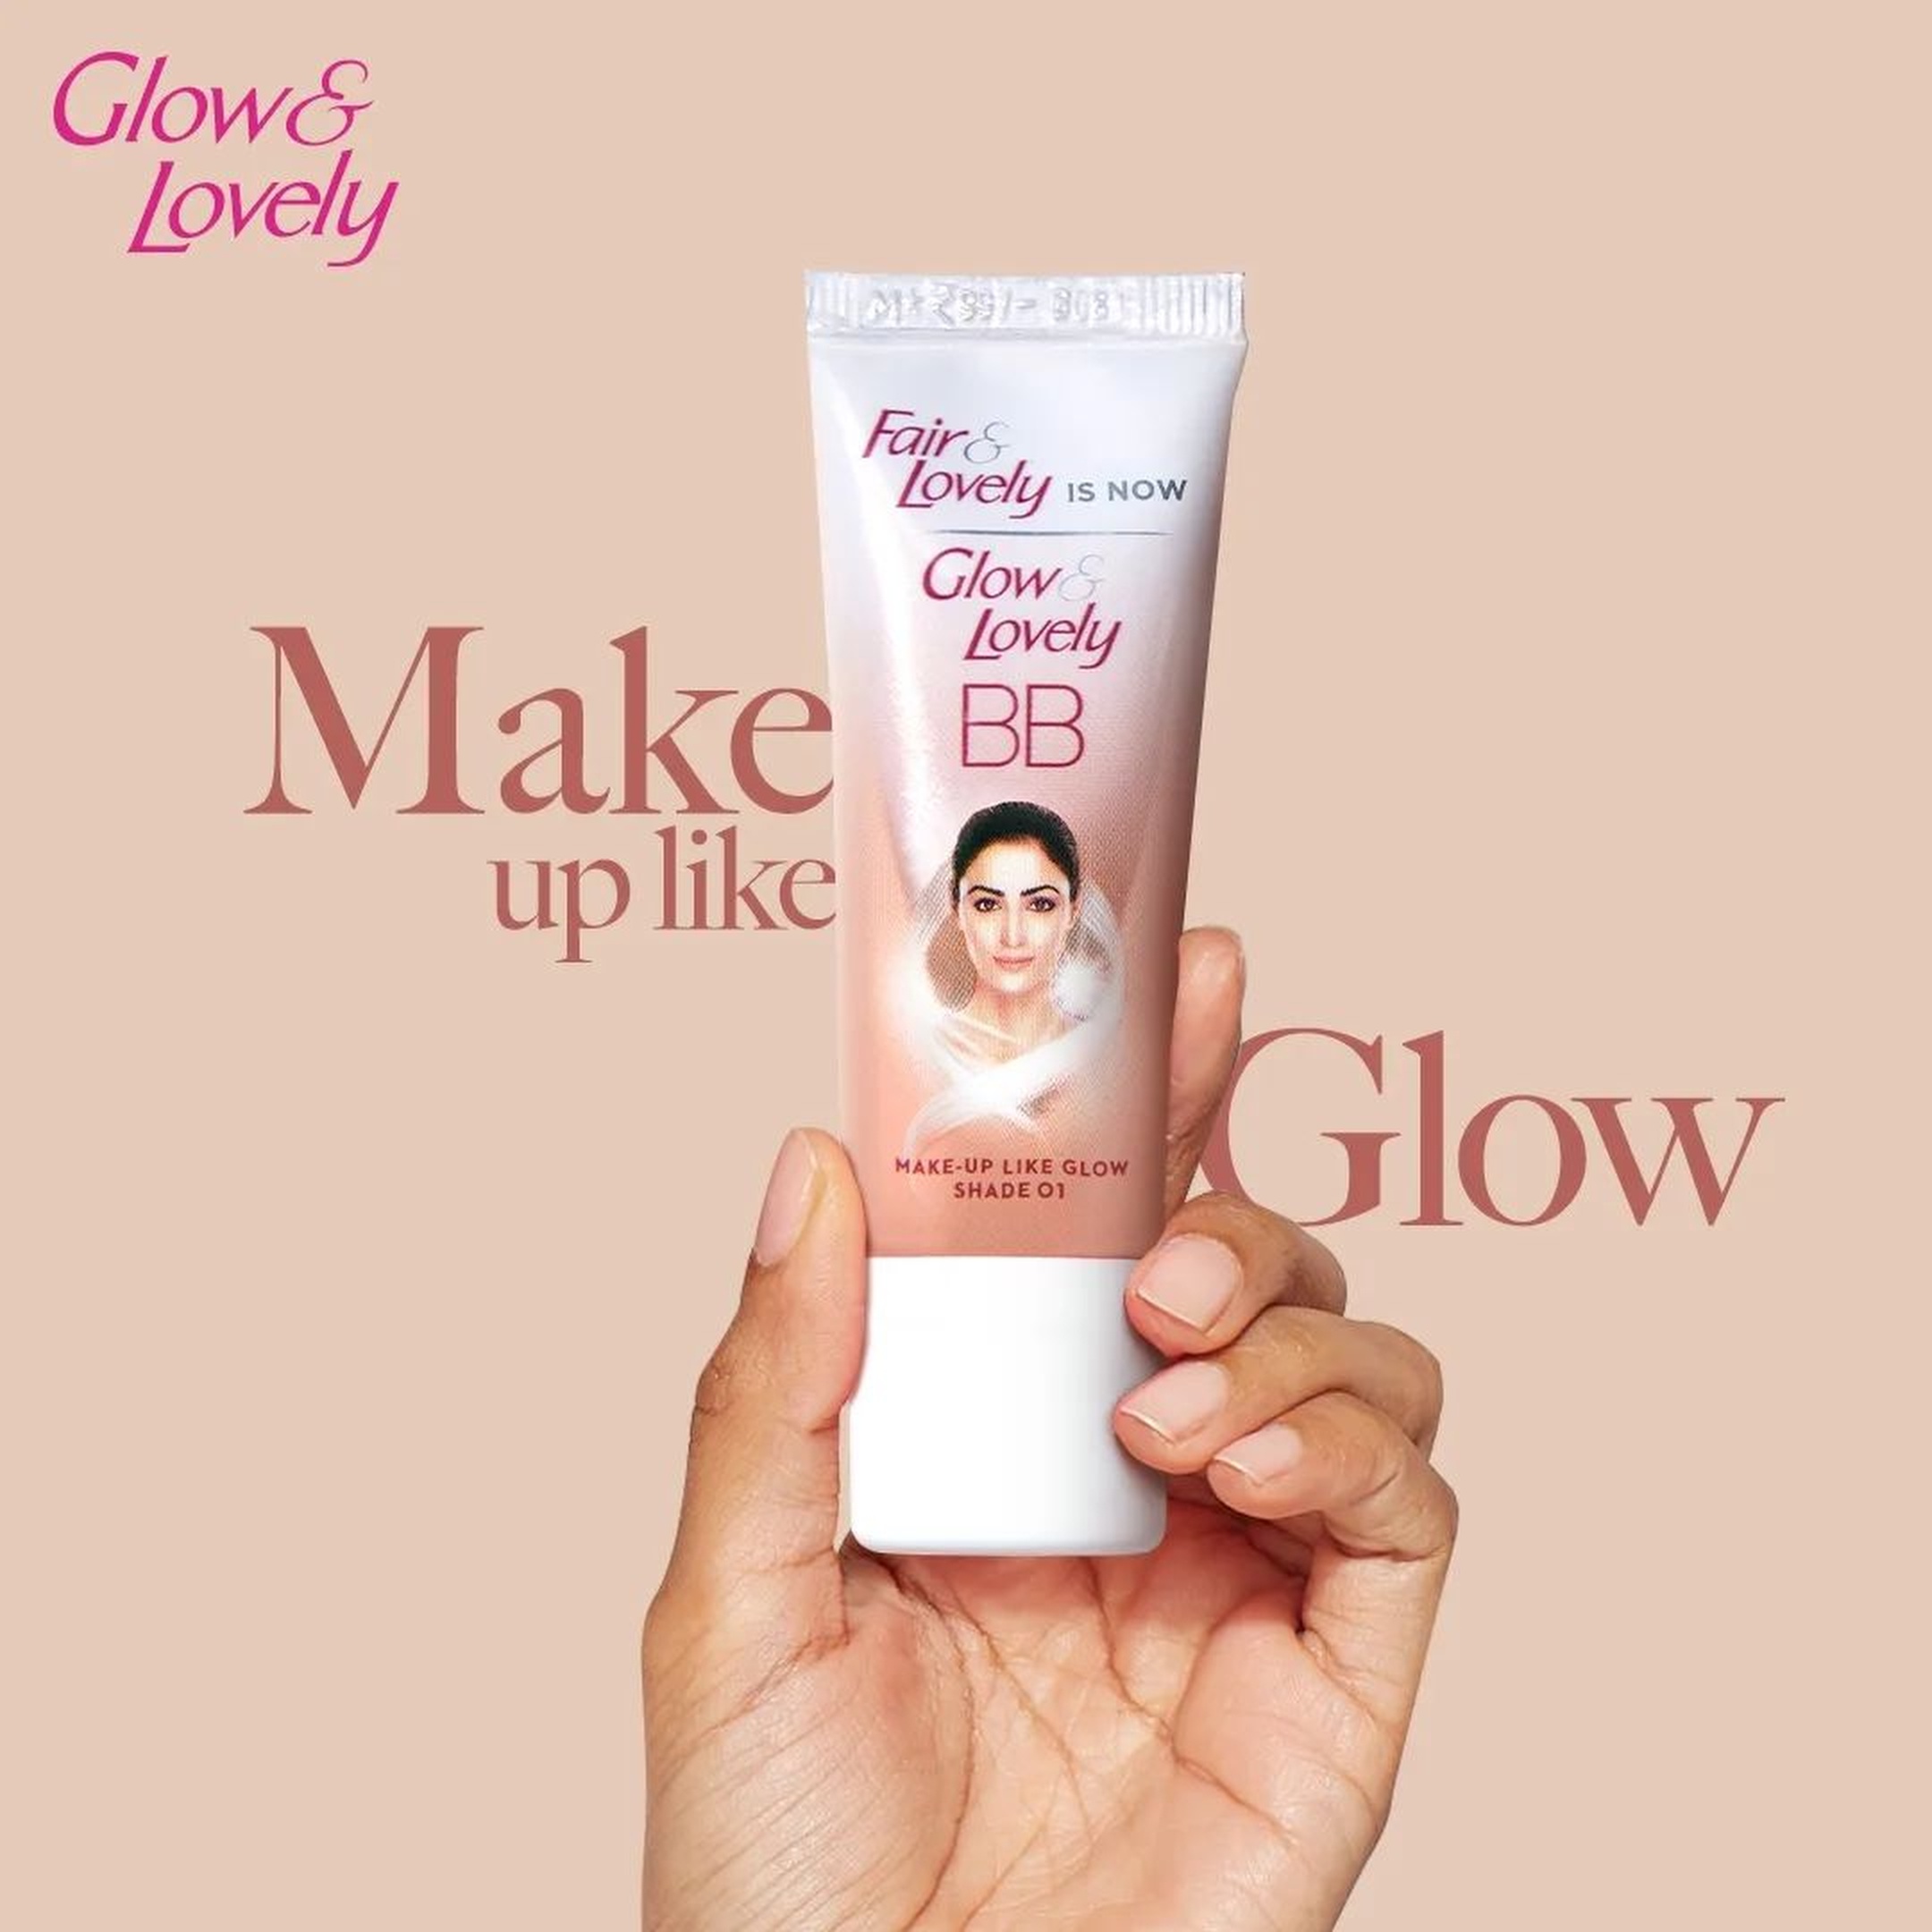 Glow &
Lovely
Fair &
Lovely IS NOW
Glow &
Lovely
BB
Make
up like
Glow
MAKE-UP LIKE GLOW
SHADE 01